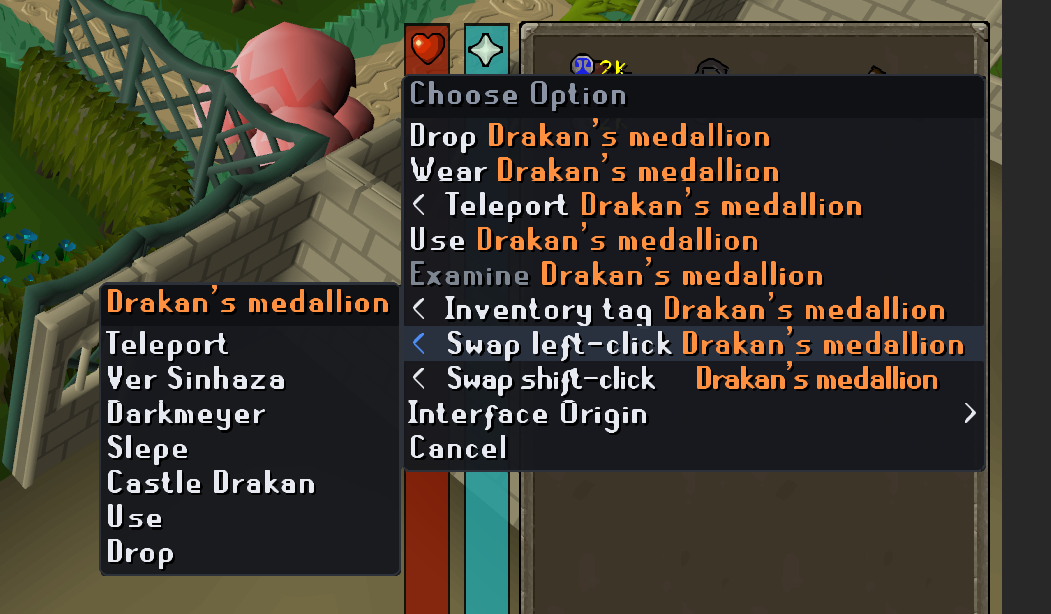 2K
Choose Option
Drop Drakan's medallion
Wear Drakan's medallion
< Teleport Drakan's medallion
Use Drakan's medallion
Examine Drakan's medallion
< Inventory tag Drakan's medallion
< Swap left-click Drakan's medallion
< Swap shift-click Drakan's medallion
Interface Origin >
Cancel
Drakan's medallion
Teleport
Ver Sinhaza
Darkmeyer
Slepe
Castle Drakan
Use
Drop